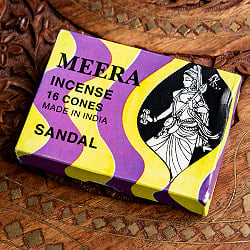 MEERA
INCENSE
16 CONES
MADE IN INDIA
SANDAL